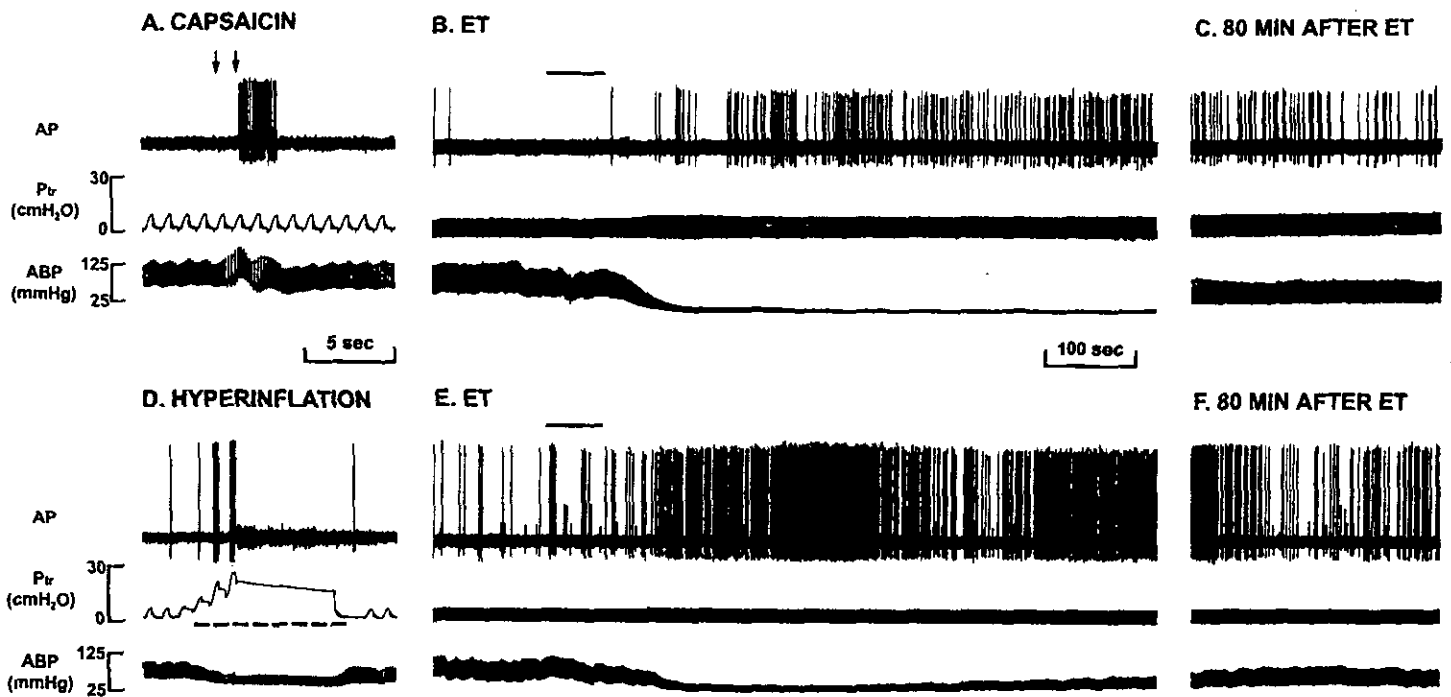 A. CAPSAICIN
B. ET
C. 80 MIN AFTER ET
AP
30
Ptr
(cmH₂O)
0
ABP
(mmHg)
125
25
5 sec
100 sec
D. HYPERINFLATION
E. ET
F. 80 MIN AFTER ET
AP
30
Ptr
(cmH₂O)
0
ABP
(mmHg)
125
25